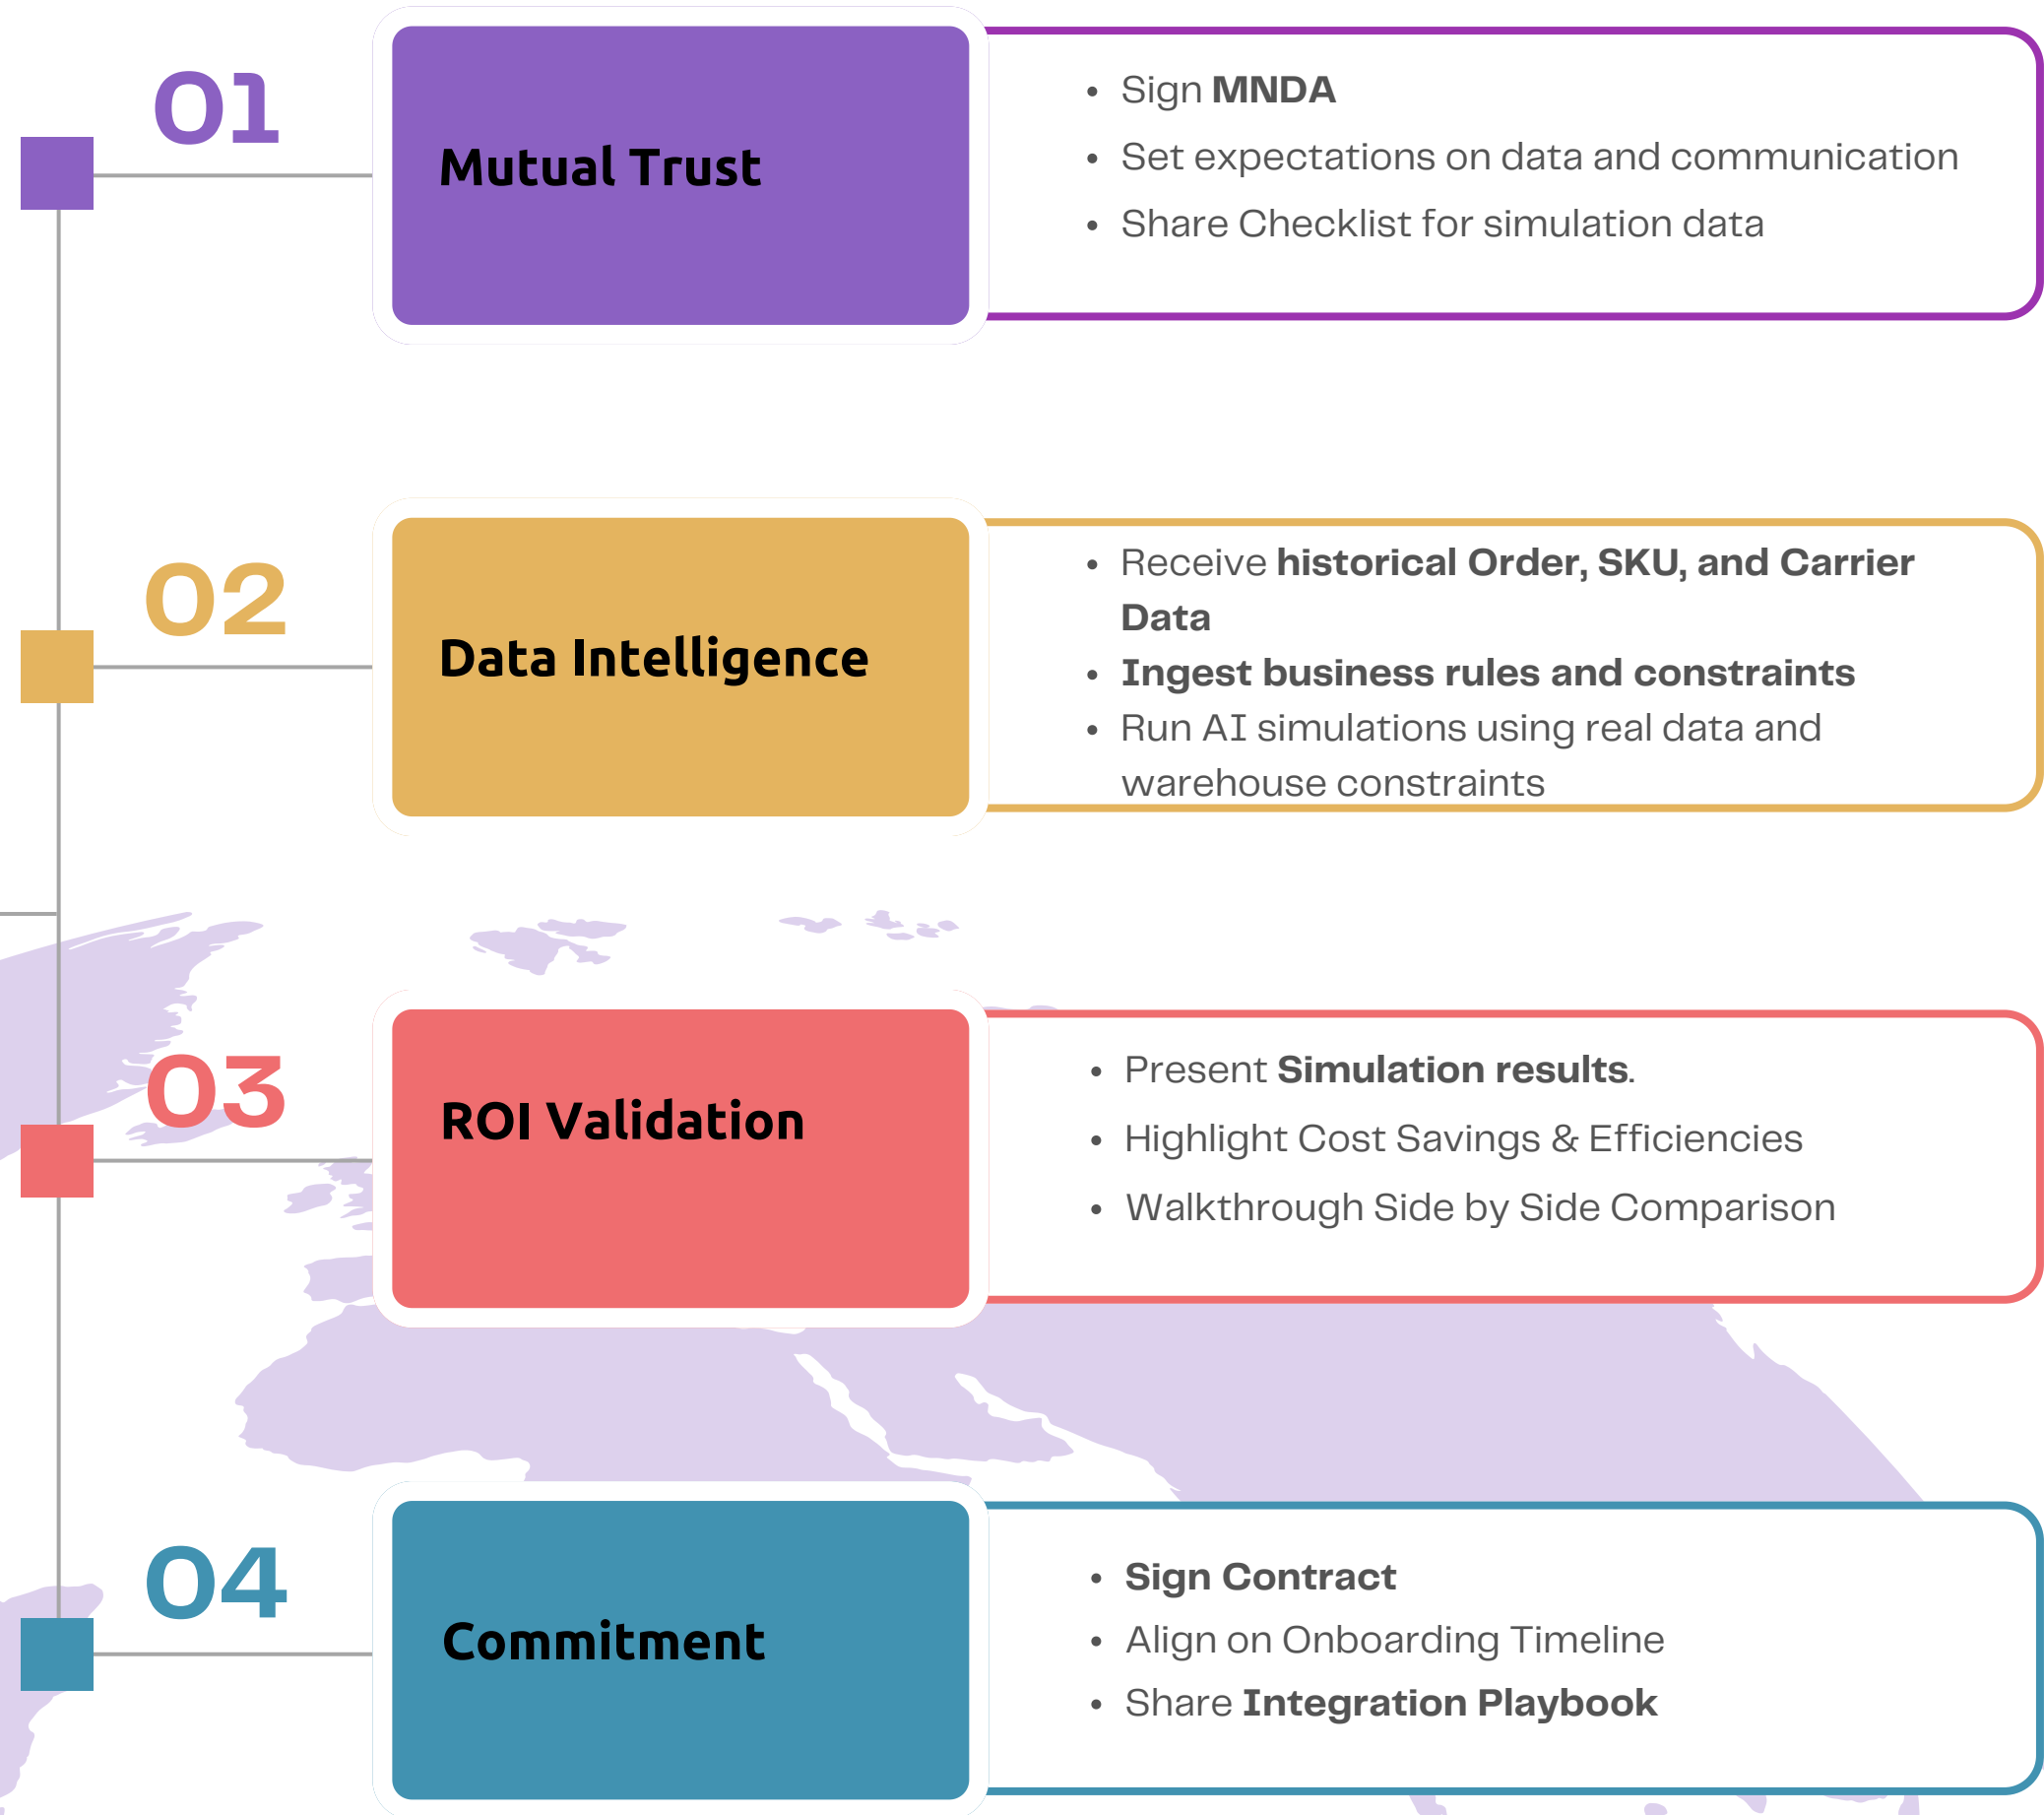 01
Mutual Trust
• Sign MNDA
• Set expectations on data and communication
• Share Checklist for simulation data
02
Data Intelligence
• Receive historical Order, SKU, and Carrier
Data
• Ingest business rules and constraints
• Run AI simulations using real data and
warehouse constraints
03
ROI Validation
• Present Simulation results.
• Highlight Cost Savings & Efficiencies
• Walkthrough Side by Side Comparison
04
Commitment
• Sign Contract
• Align on Onboarding Timeline
• Share Integration Playbook